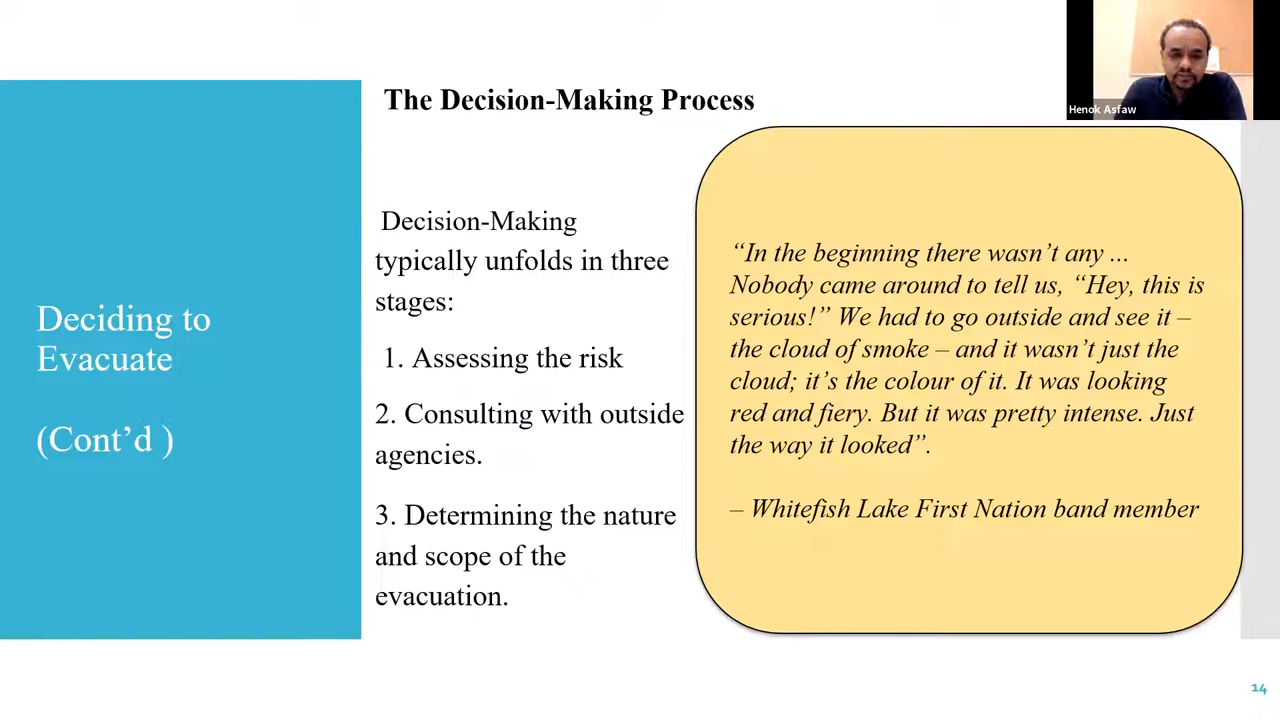 Henok Asfaw
The Decision-Making Process
Deciding to
Evacuate
(Cont’d )
Decision-Making
typically unfolds in three
stages:
1. Assessing the risk
2. Consulting with outside
agencies.
3. Determining the nature
and scope of the
evacuation.
“In the beginning there wasn’t any ...
Nobody came around to tell us, “Hey, this is
serious!” We had to go outside and see it –
the cloud of smoke – and it wasn’t just the
cloud; it’s the colour of it. It was looking
red and fiery. But it was pretty intense. Just
the way it looked”.
– Whitefish Lake First Nation band member
14